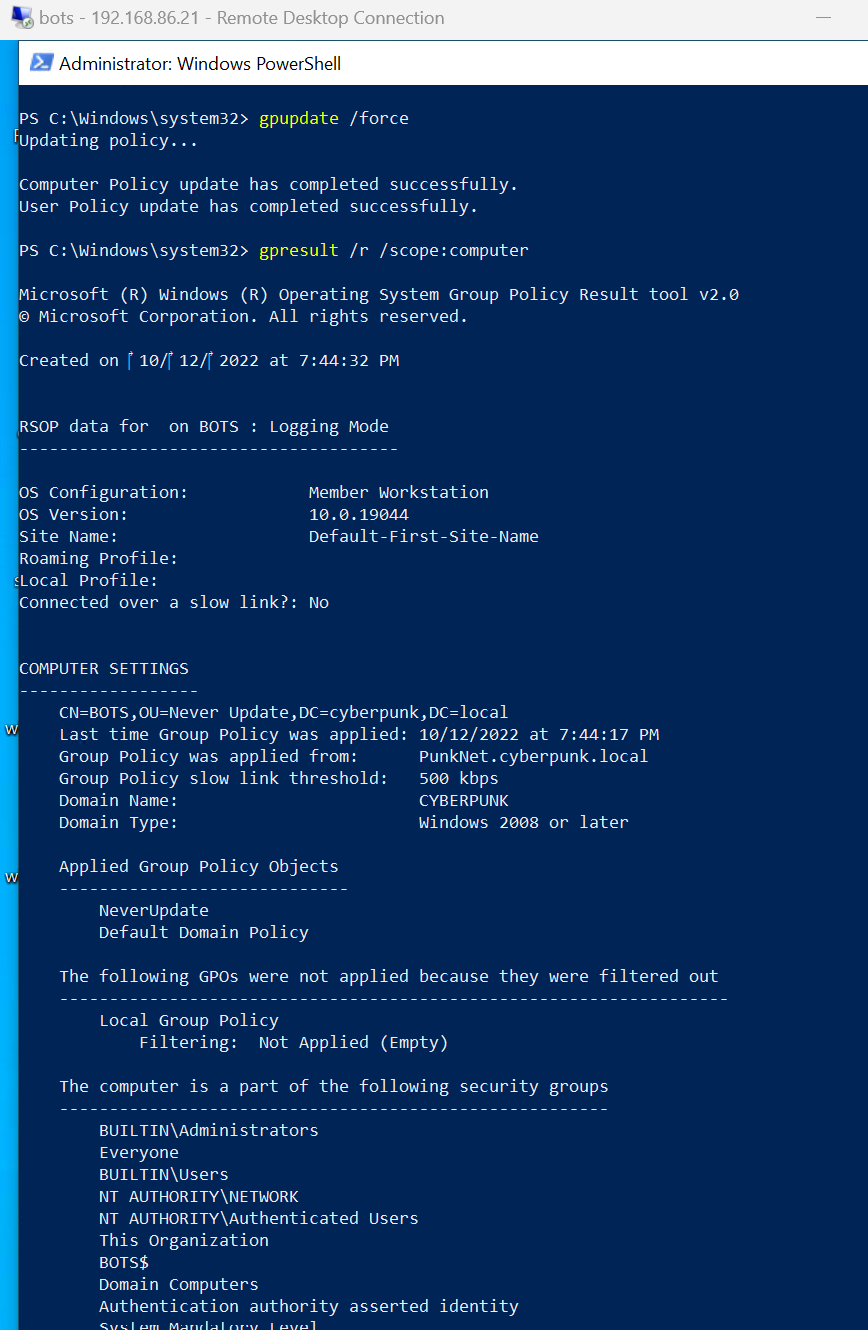 bots - 192.168.86.21 - Remote Desktop Connection
Administrator: Windows PowerShell
PS C:\Windows\system32> gpupdate /force
Updating policy...
Computer Policy update has completed successfully.
User Policy update has completed successfully.
PS C:\Windows\system32> gpresult /r /scope:computer
Microsoft (R) Windows (R) Operating System Group Policy Result tool v2.0
© Microsoft Corporation. All rights reserved.
Created on 10/12/2022 at 7:44:32 PM
RSOP data for  on BOTS : Logging Mode
--------------------------------------
OS Configuration:            Member Workstation
OS Version:                  10.0.19044
Site Name:                   Default-First-Site-Name
Roaming Profile:
Local Profile:
Connected over a slow link?: No
COMPUTER SETTINGS
------------------
    CN=BOTS,OU=Never Update,DC=cyberpunk,DC=local
    Last time Group Policy was applied: 10/12/2022 at 7:44:17 PM
    Group Policy was applied from:      PunkNet.cyberpunk.local
    Group Policy slow link threshold:   500 kbps
    Domain Name:                        CYBERPUNK
    Domain Type:                        Windows 2008 or later
    Applied Group Policy Objects
    -----------------------------
        NeverUpdate
        Default Domain Policy
    The following GPOs were not applied because they were filtered out
    -------------------------------------------------------------------
        Local Group Policy
            Filtering:  Not Applied (Empty)
    The computer is a part of the following security groups
    -------------------------------------------------------
        BUILTIN\Administrators
        Everyone
        BUILTIN\Users
        NT AUTHORITY\NETWORK
        NT AUTHORITY\Authenticated Users
        This Organization
        BOTS$
        Domain Computers
        Authentication authority asserted identity
        System Mandatory Level